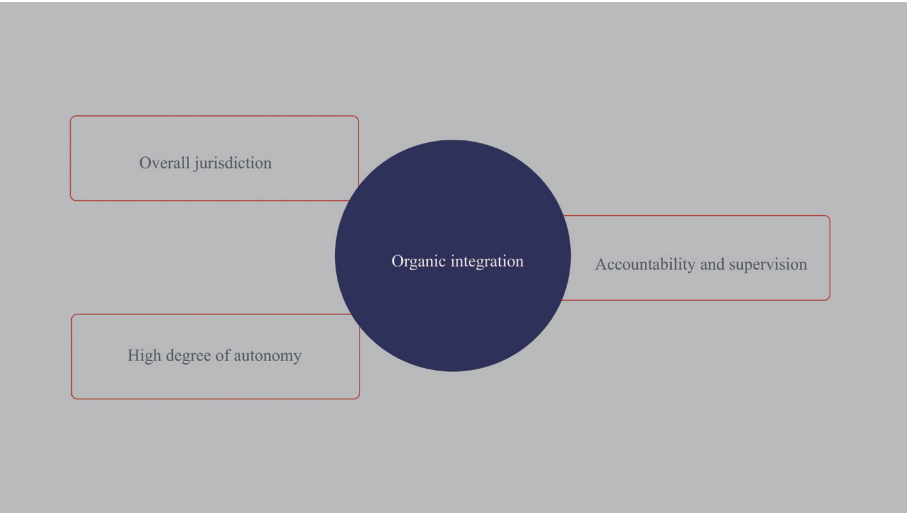 Overall jurisdiction
High degree of autonomy
Organic integration
Accountability and supervision